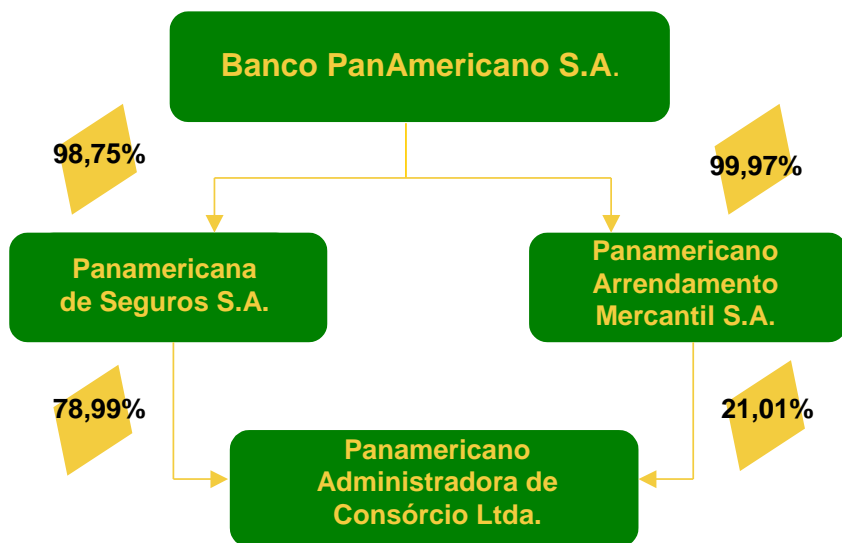 Banco PanAmericano S.A.
98,75%
99,97%
Panamericana
de Seguros S.A.
Panamericano
Arrendamento
Mercantil S.A.
78,99%
21,01%
Panamericano
Administradora de
Consórcio Ltda.